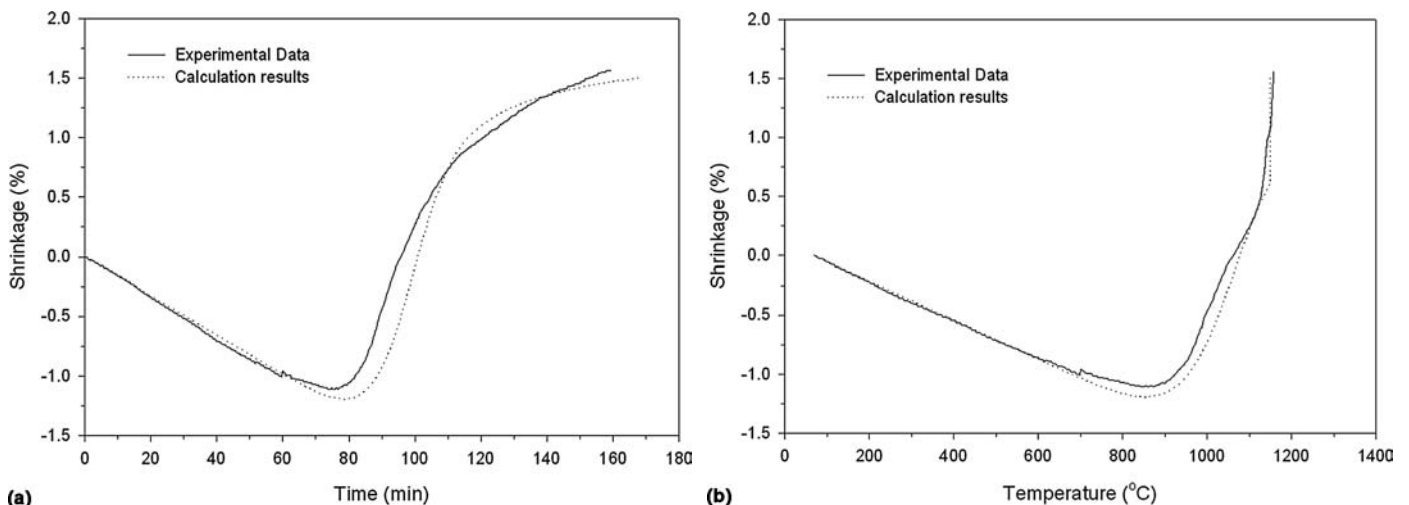 2.0
1.5
1.0
0.5
0.0
-0.5
-1.0
-1.5
Shrinkage (%)
Experimental Data
Calculation results
0 20 40 60 80 100 120 140 160 180
Time (min)
(a)
2.0
1.5
1.0
0.5
0.0
-0.5
-1.0
-1.5
Shrinkage (%)
Experimental Data
Calculation results
0 200 400 600 800 1000 1200 1400
Temperature (°C)
(b)